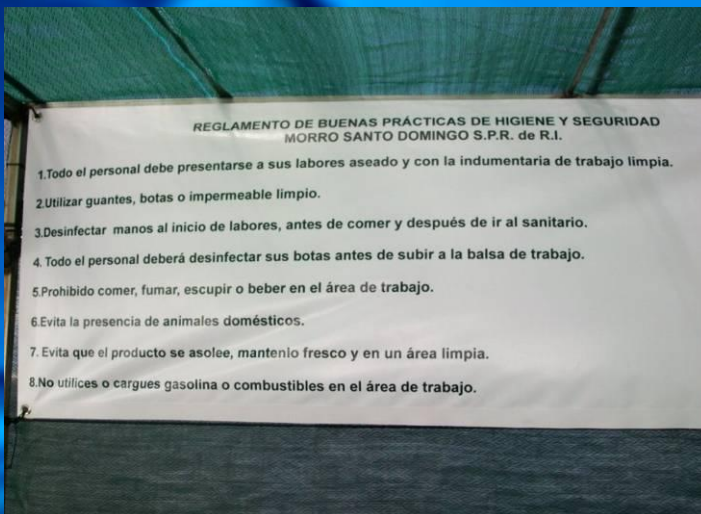 REGLAMENTO DE BUENAS PRÁCTICAS DE HIGIENE Y SEGURIDAD
MORRO SANTO DOMINGO S.P.R. de R.I.
1.Todo el personal debe presentarse a sus labores aseado y con la indumentaria de trabajo limpia.
2.Utilizar guantes, botas o impermeable limpio.
3.Desinfectar manos al inicio de labores, antes de comer y después de ir al sanitario.
4. Todo el personal deberá desinfectar sus botas antes de subir a la balsa de trabajo.
5.Prohibido comer, fumar, escupir o beber en el área de trabajo.
6.Evita la presencia de animales domésticos.
7. Evita que el producto se asolee, mantenlo fresco y en un área limpia.
8.No utilices o cargues gasolina o combustibles en el área de trabajo.